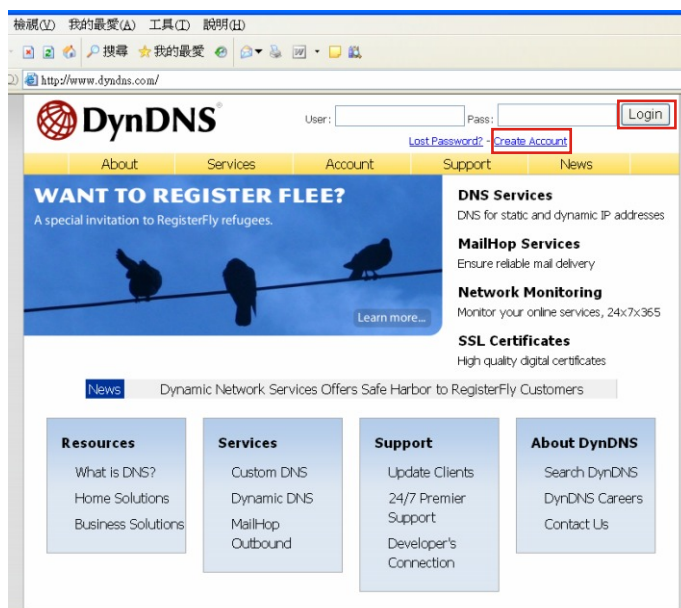 檢視(V) 我的最愛(A) 工具(T) 說明(H)
搜尋 我的最愛
http://www.dyndns.com/
DynDNS®
User: Pass: Login
Lost Password? - Create Account
About Services Account Support News
WANT TO REGISTER FLEE?
A special invitation to RegisterFly refugees.
Learn more...
DNS Services
DNS for static and dynamic IP addresses
MailHop Services
Ensure reliable mail delivery
Network Monitoring
Monitor your online services, 24x7x365
SSL Certificates
High quality digital certificates
News Dynamic Network Services Offers Safe Harbor to RegisterFly Customers
Resources
What is DNS?
Home Solutions
Business Solutions
Services
Custom DNS
Dynamic DNS
MailHop
Outbound
Support
Update Clients
24/7 Premier
Support
Developer's
Connection
About DynDNS
Search DynDNS
DynDNS Careers
Contact Us